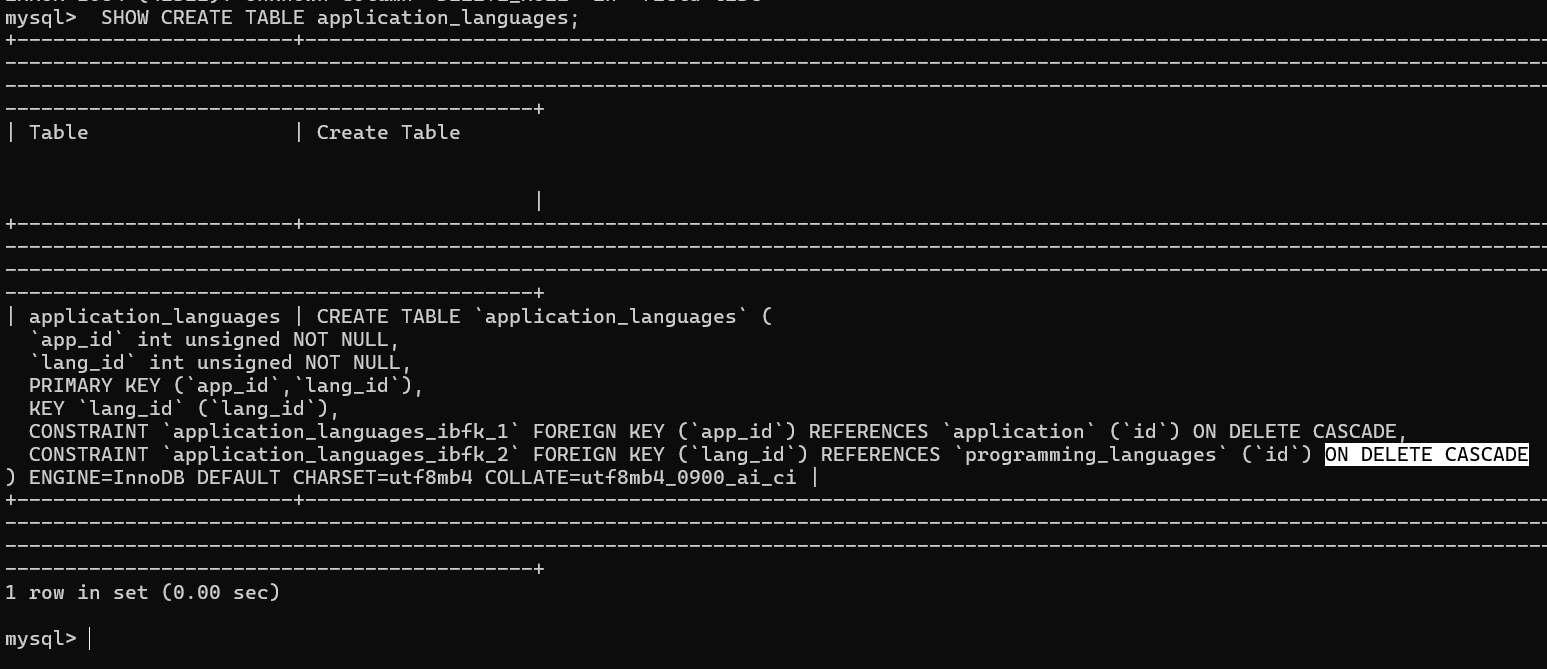 mysql>  SHOW CREATE TABLE application_languages;
| Table                 | Create Table
|
| application_languages | CREATE TABLE `application_languages` (
  `app_id` int unsigned NOT NULL,
  `lang_id` int unsigned NOT NULL,
  PRIMARY KEY (`app_id`,`lang_id`),
  KEY `lang_id` (`lang_id`),
  CONSTRAINT `application_languages_ibfk_1` FOREIGN KEY (`app_id`) REFERENCES `application` (`id`) ON DELETE CASCADE,
  CONSTRAINT `application_languages_ibfk_2` FOREIGN KEY (`lang_id`) REFERENCES `programming_languages` (`id`) ON DELETE CASCADE
) ENGINE=InnoDB DEFAULT CHARSET=utf8mb4 COLLATE=utf8mb4_0900_ai_ci |
1 row in set (0.00 sec)
mysql>